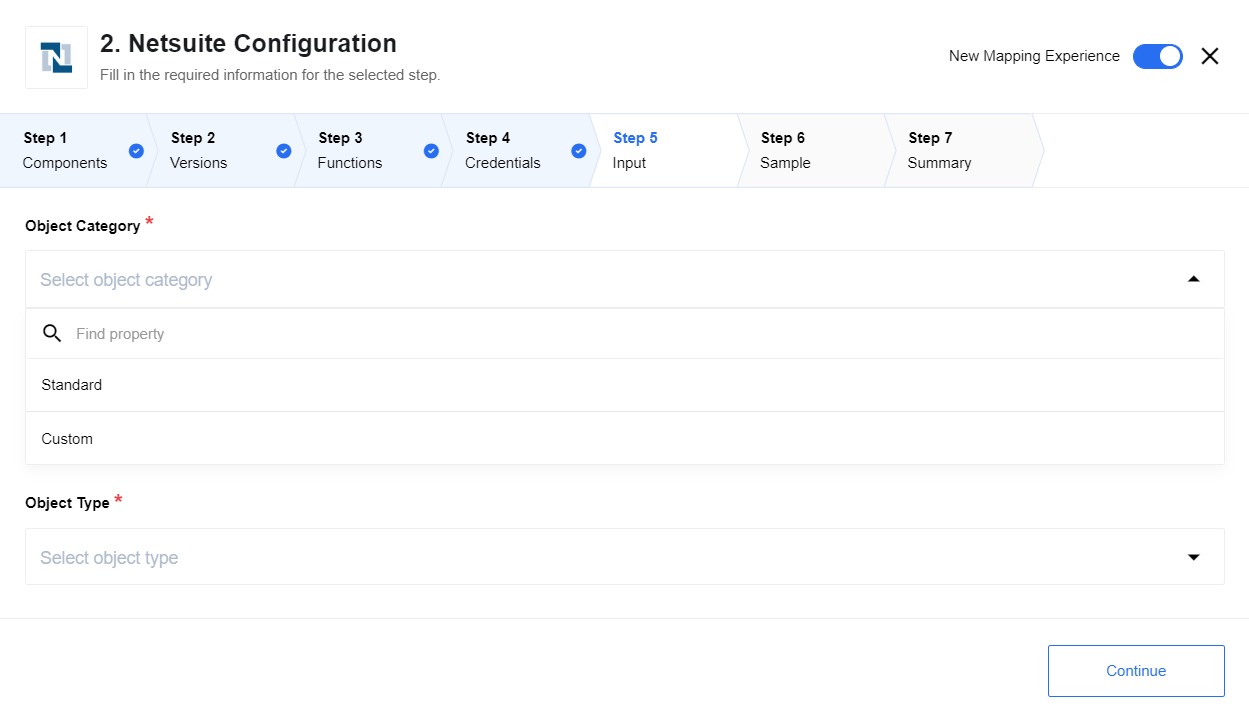 2. Netsuite Configuration
Fill in the required information for the selected step.
New Mapping Experience
Step 1
Components
Step 2
Versions
Step 3
Functions
Step 4
Credentials
Step 5
Input
Step 6
Sample
Step 7
Summary
Object Category *
Select object category
Find property
Standard
Custom
Object Type *
Select object type
Continue